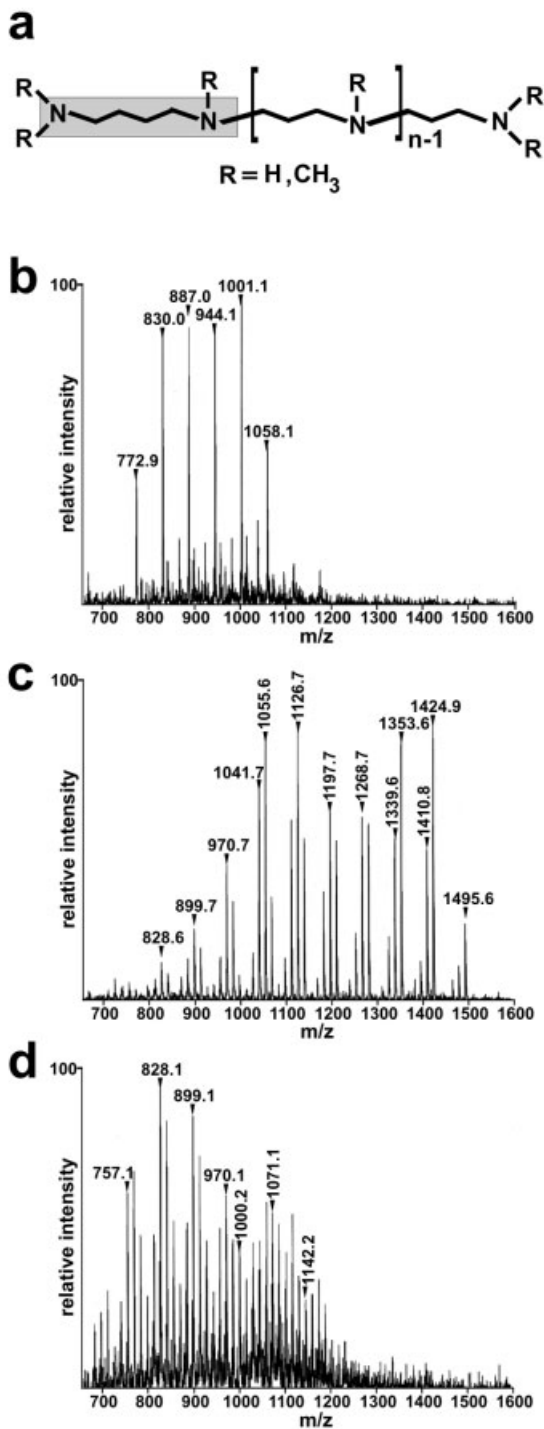 a
R
R
N
R
N
R
N
n-1
N
R
R
R = H ,CH3
b
100
relative intensity
772.9
830.0
887.0
944.1
1001.1
1058.1
700 800 900 1000 1100 1200 1300 1400 1500 1600
m/z
c
100
relative intensity
828.6
899.7
970.7
1041.7
1055.6
1126.7
1197.7
1268.7
1339.6
1353.6
1410.8
1424.9
1495.6
700 800 900 1000 1100 1200 1300 1400 1500 1600
m/z
d
100
relative intensity
757.1
828.1
899.1
970.1
1000.2
1071.1
1142.2
700 800 900 1000 1100 1200 1300 1400 1500 1600
m/z